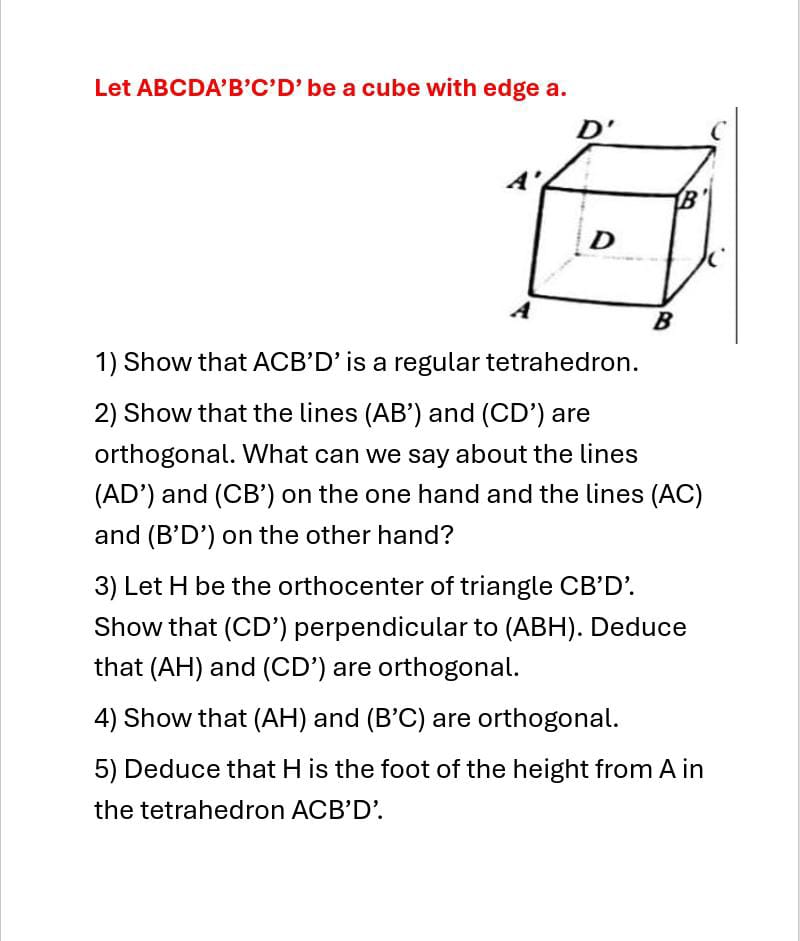 Let ABCDA’B’C’D’ be a cube with edge a.
D'
C
A'
B'
D
C
A
B
1) Show that ACB’D’ is a regular tetrahedron.
2) Show that the lines (AB’) and (CD’) are
orthogonal. What can we say about the lines
(AD’) and (CB’) on the one hand and the lines (AC)
and (B’D’) on the other hand?
3) Let H be the orthocenter of triangle CB’D’.
Show that (CD’) perpendicular to (ABH). Deduce
that (AH) and (CD’) are orthogonal.
4) Show that (AH) and (B’C) are orthogonal.
5) Deduce that H is the foot of the height from A in
the tetrahedron ACB’D’.